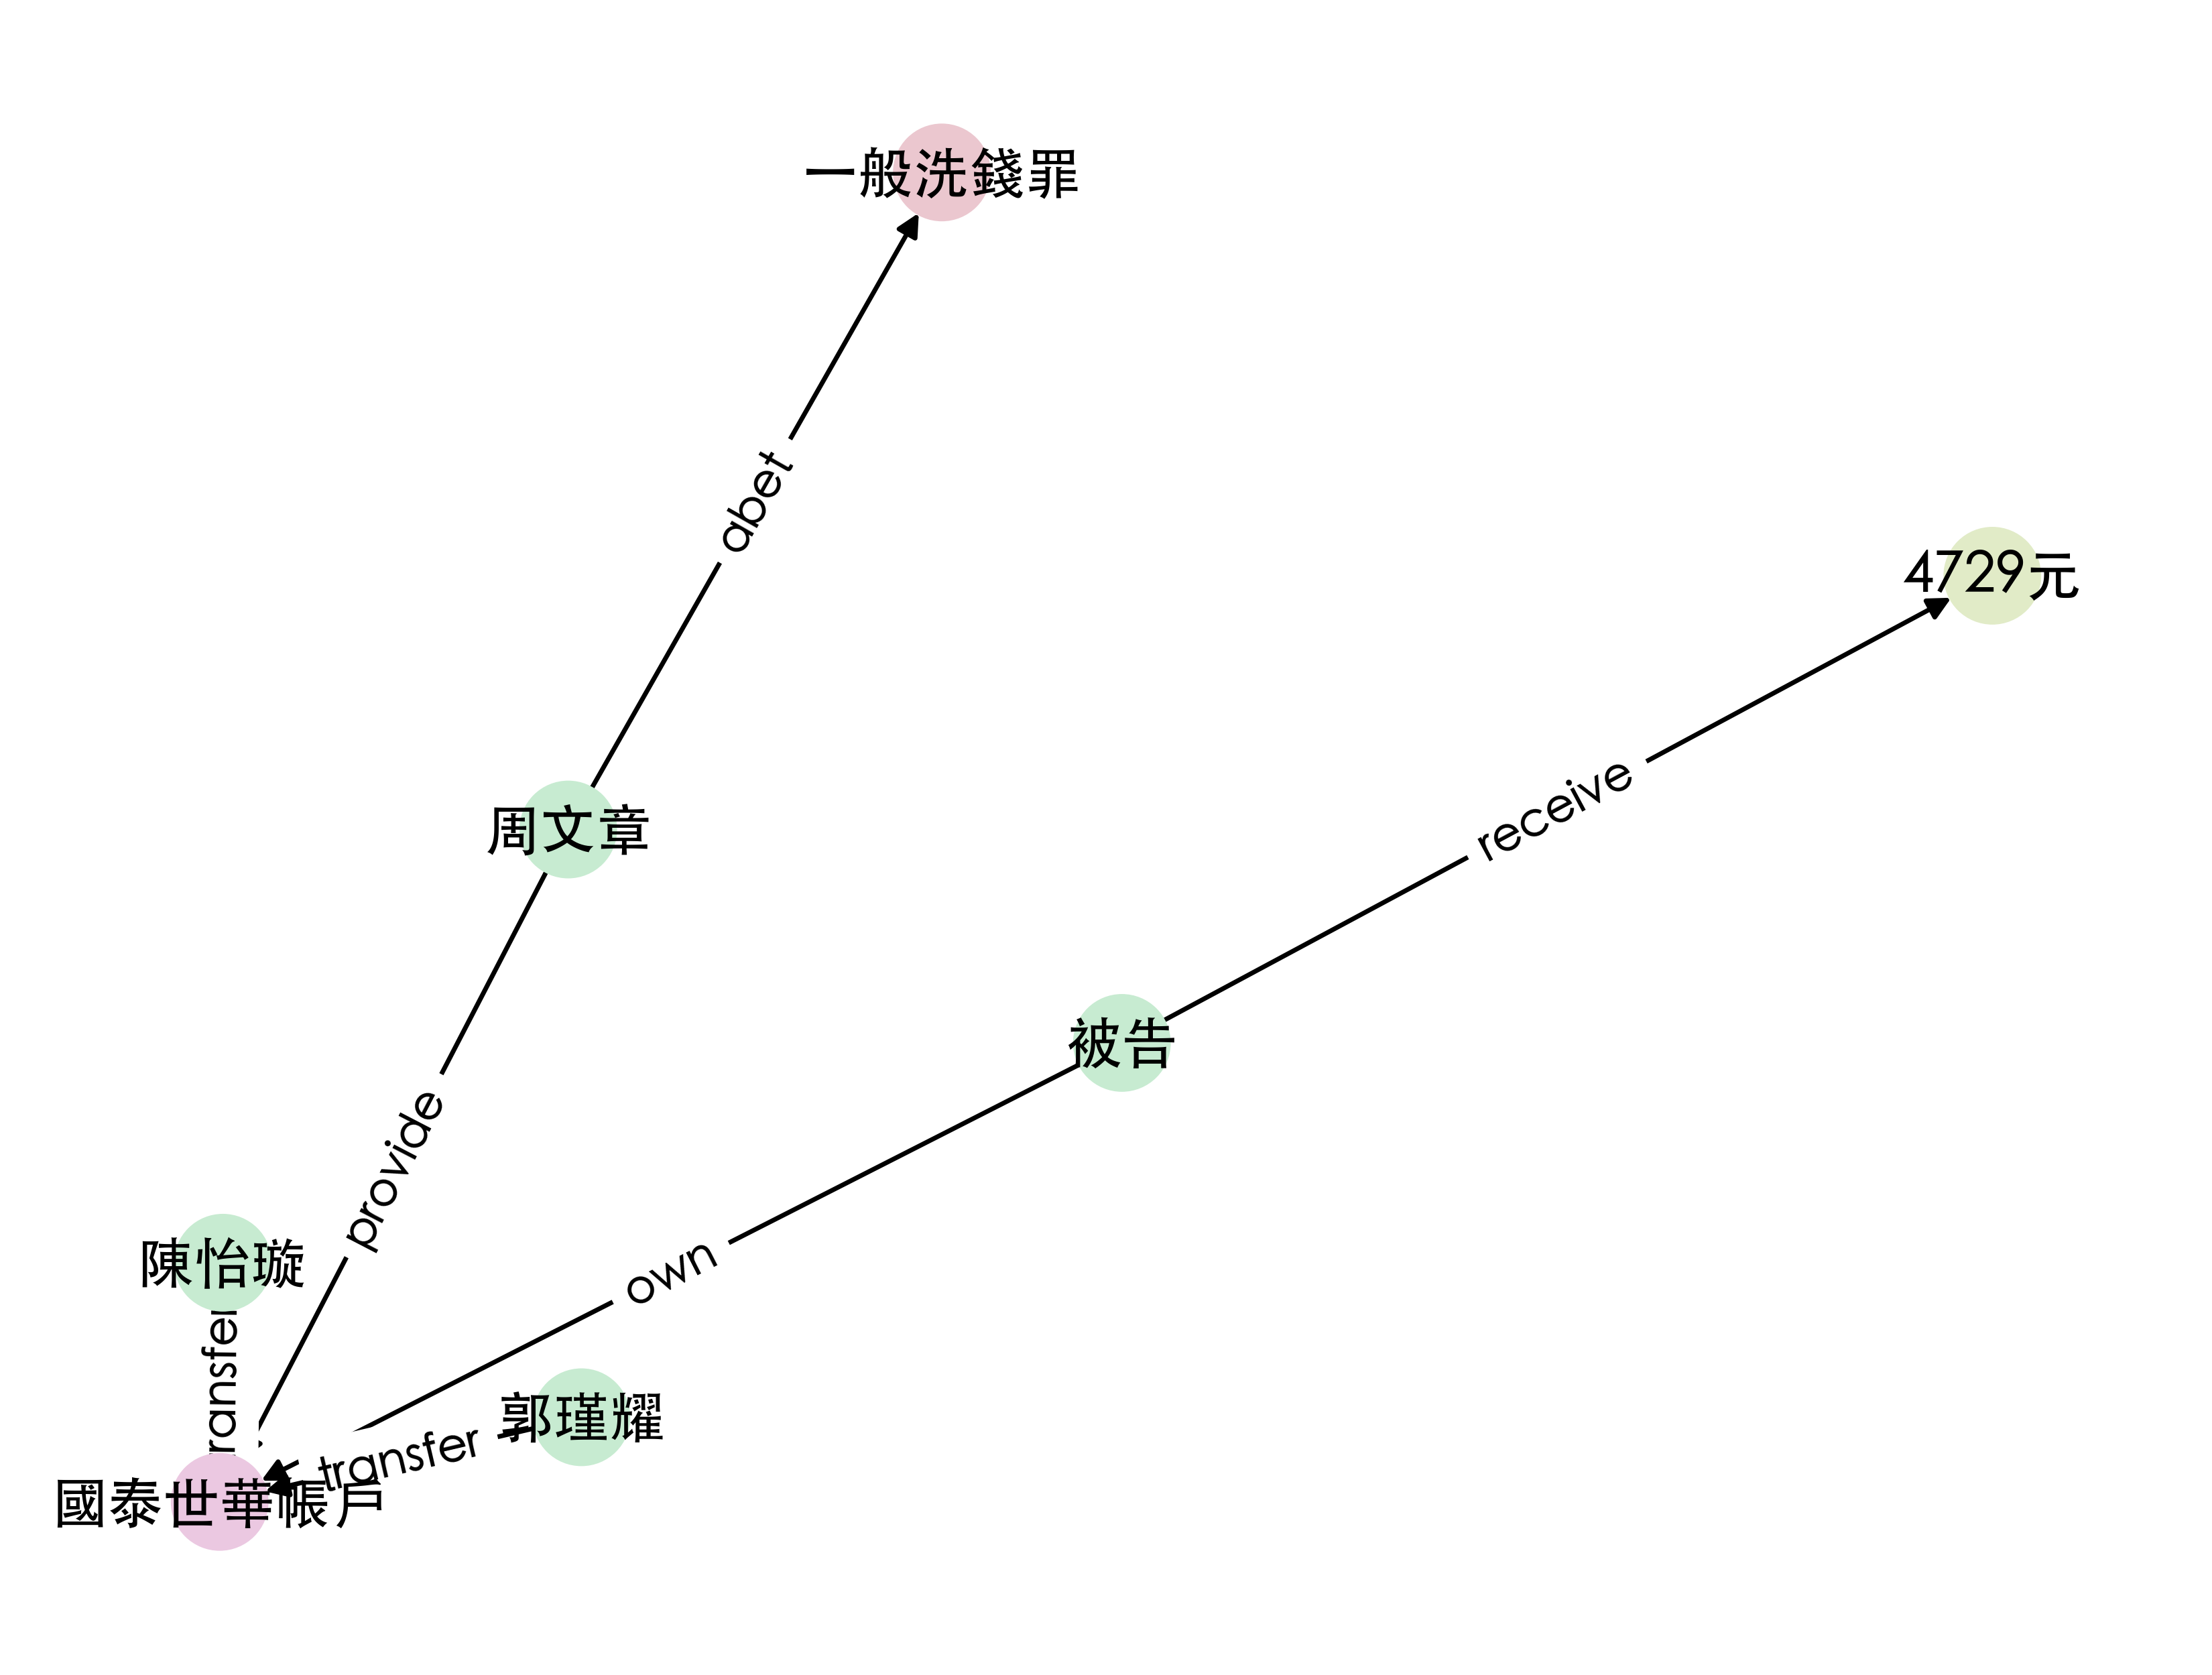 一般洗錢罪
abet
4729元
receive
周文章
被告
provide
own
陳怡璇
transfer
郭瑾耀
transfer
國泰世華帳戶